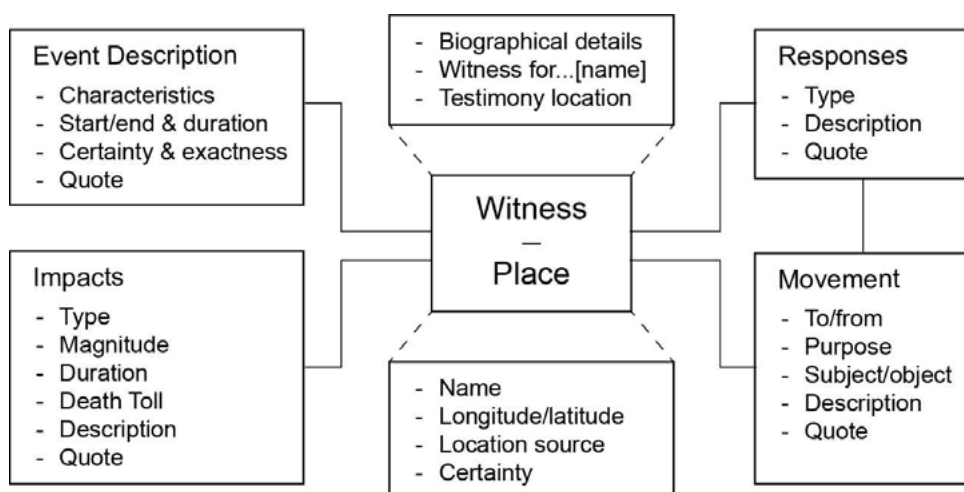 Event Description
- Characteristics
- Start/end & duration
- Certainty & exactness
- Quote
- Biographical details
- Witness for...[name]
- Testimony location
Responses
- Type
- Description
- Quote
Witness
–
Place
Impacts
- Type
- Magnitude
- Duration
- Death Toll
- Description
- Quote
- Name
- Longitude/latitude
- Location source
- Certainty
Movement
- To/from
- Purpose
- Subject/object
- Description
- Quote